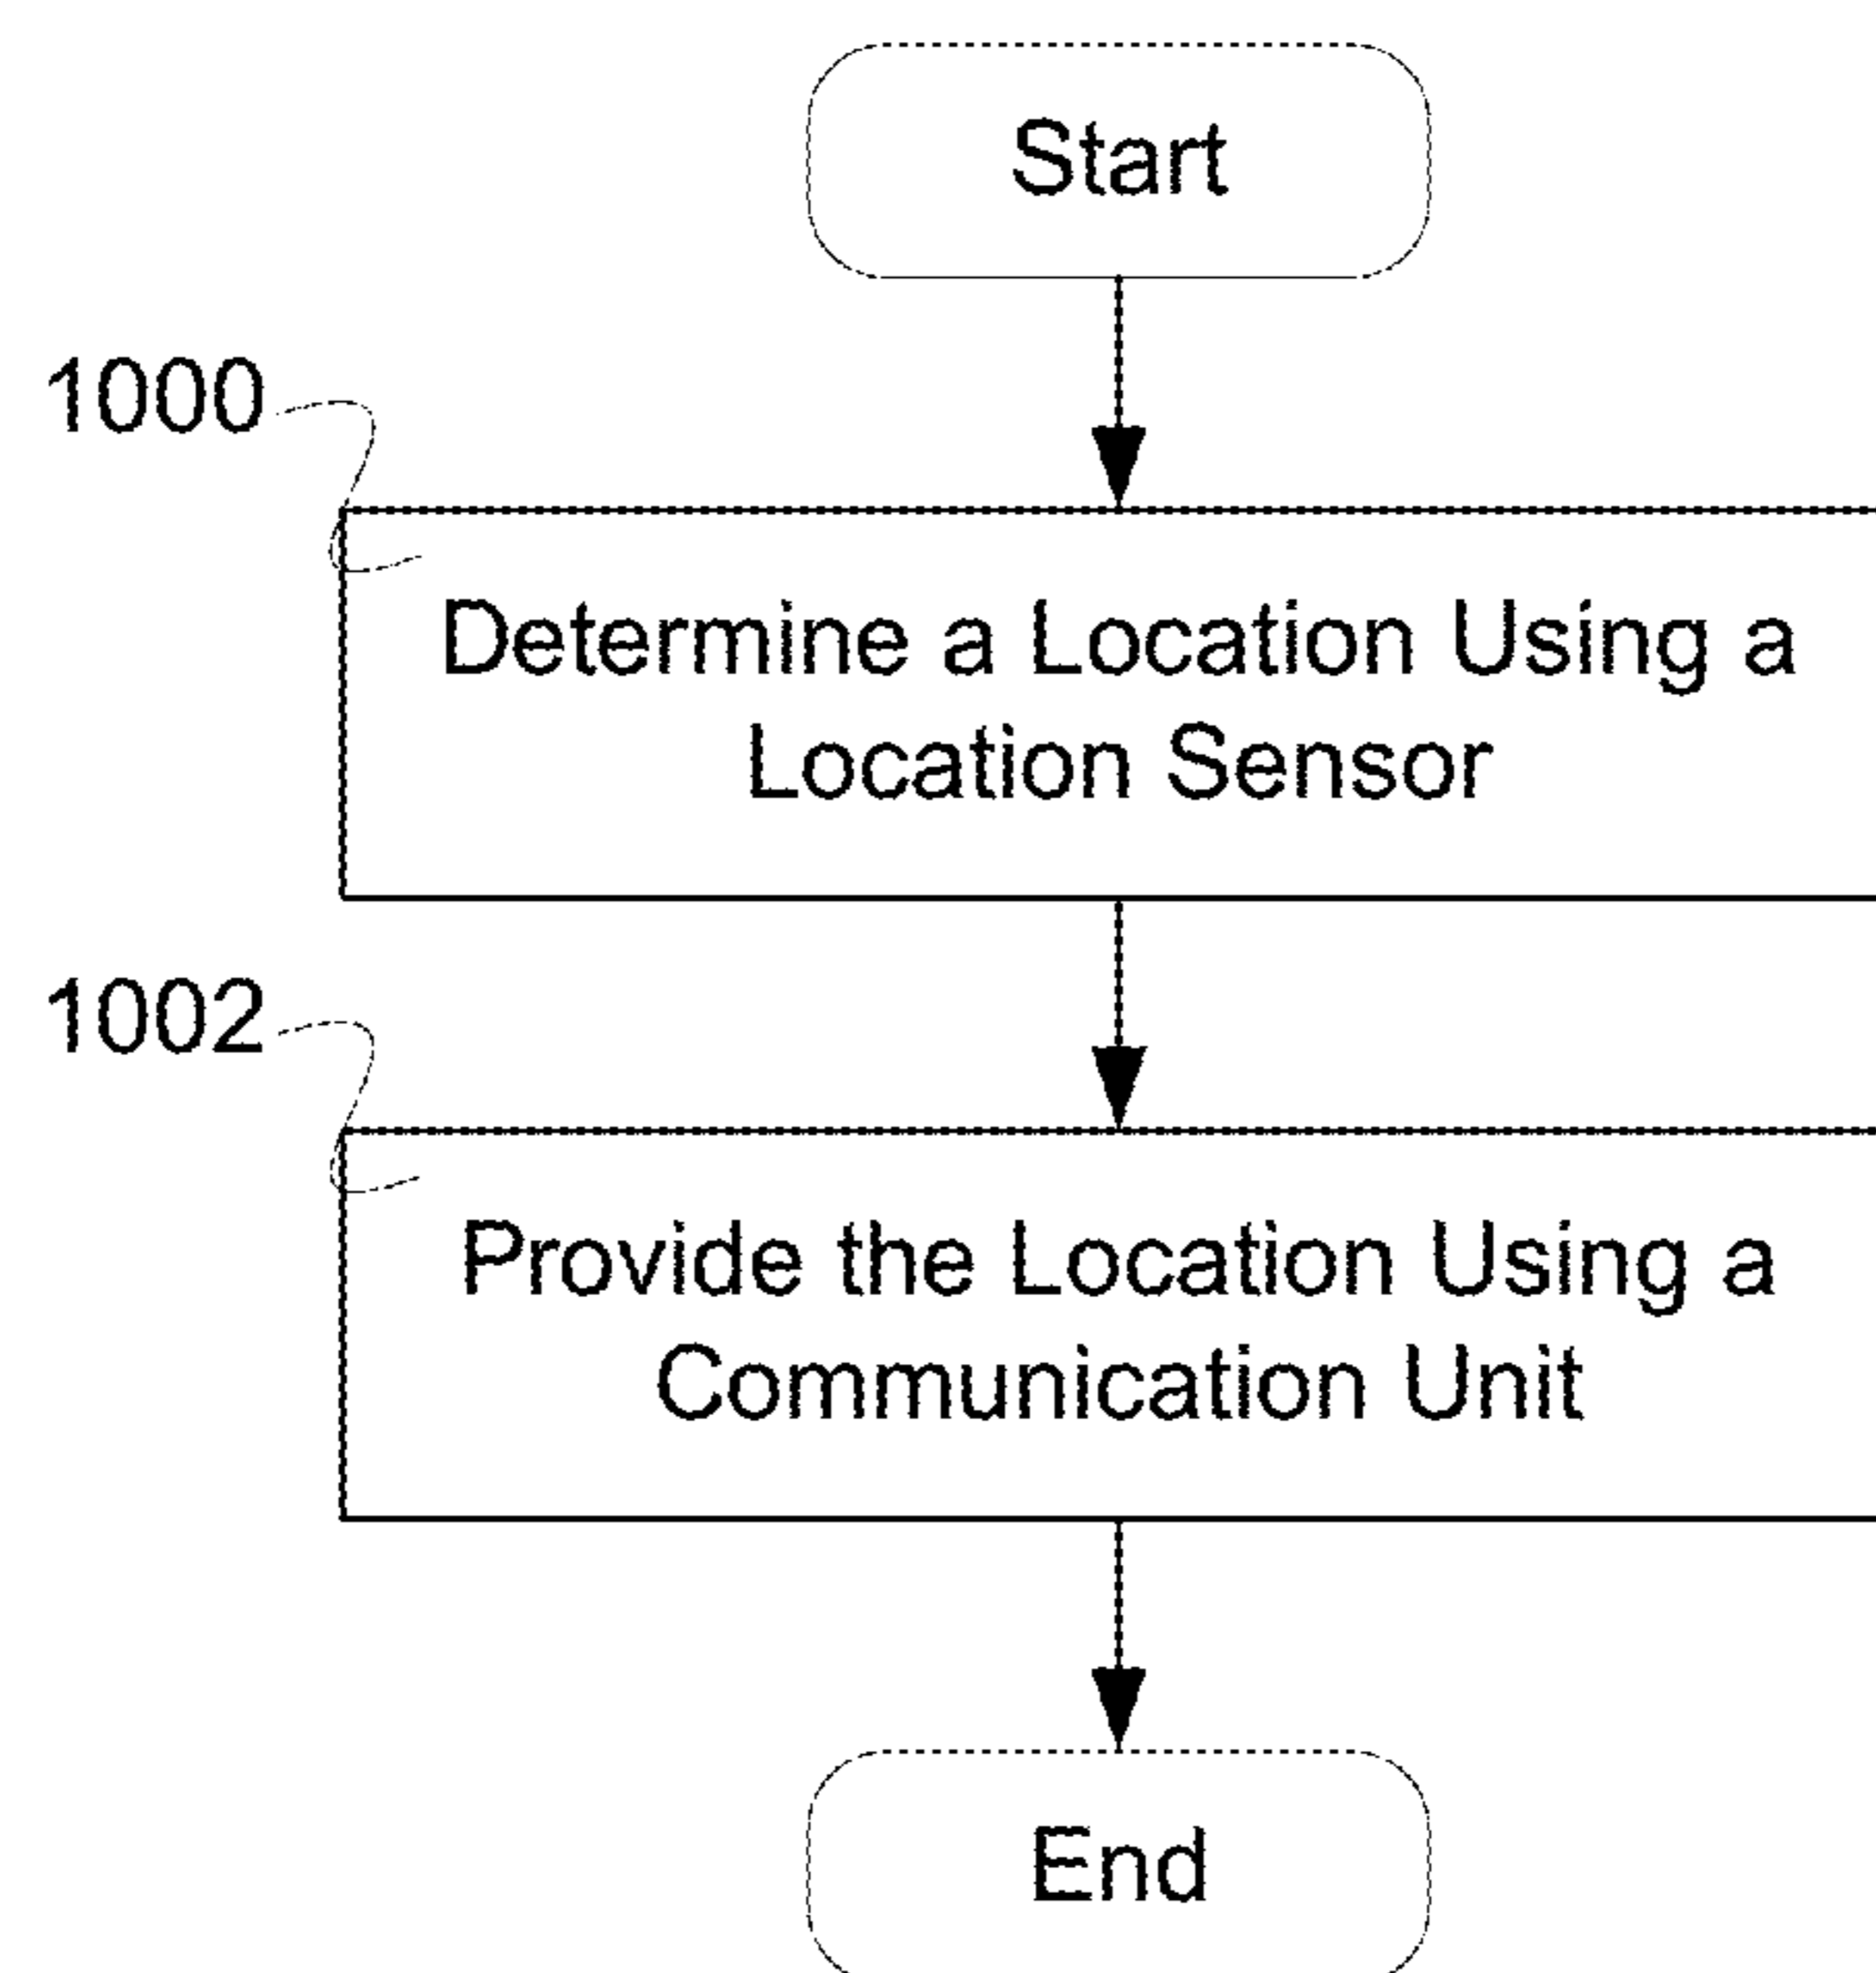 Start
1000
Determine a Location Using a
Location Sensor
1002
Provide the Location Using a
Communication Unit
End